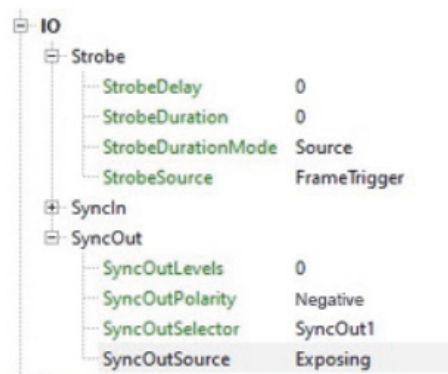 IO
Strobe
StrobeDelay 0
StrobeDuration 0
StrobeDurationMode Source
StrobeSource FrameTrigger
SyncIn
SyncOut
SyncOutLevels 0
SyncOutPolarity Negative
SyncOutSelector SyncOut1
SyncOutSource Exposing